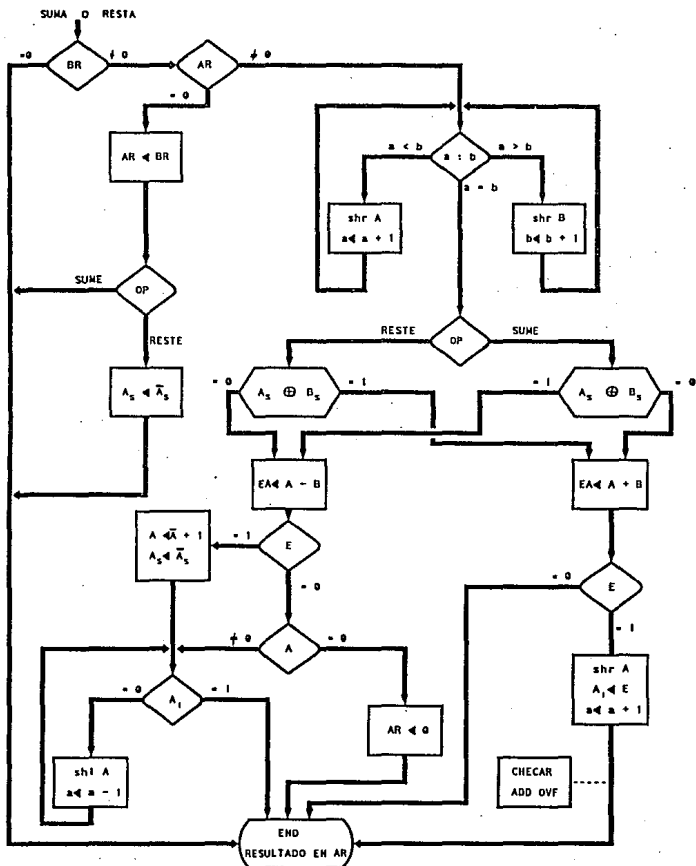 SUMA O RESTA
=0
BR
≠ 0
AR
≠ 0
= 0
AR ◄ BR
a < b
a : b
a > b
a = b
shr A
a◄ a + 1
shr B
b◄ b + 1
SUME
OP
RESTE
RESTE
OP
SUME
A_S ◄ Ā_S
= 0
A_S ⊕ B_S
= 1
= 1
A_S ⊕ B_S
= 0
EA◄ A - B
EA◄ A + B
A ◄Ā + 1
A_S◄ Ā_S
= 1
E
= 0
= 0
E
= 1
≠ 0
A
= 0
shr A
A_1◄ E
a◄ a + 1
= 0
A_1
= 1
AR ◄ 0
shl A
a◄ a - 1
CHECAR
ADD OVF
END
RESULTADO EN AR